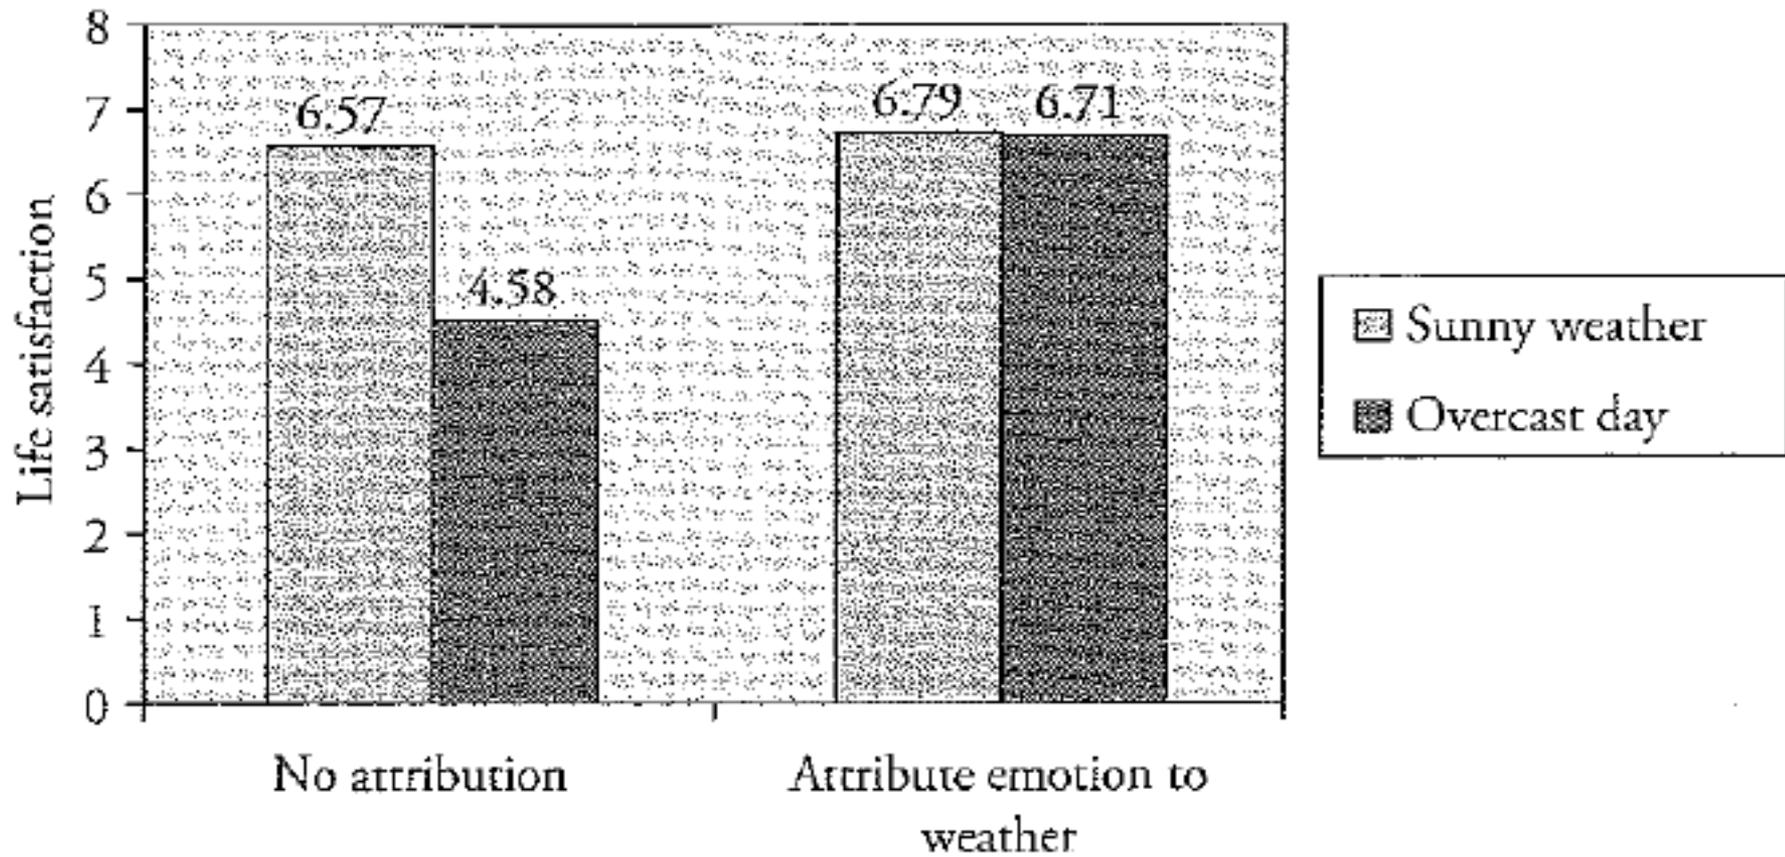 8
7
6
5
4
3
2
1
0
Life satisfaction
6.57
4.58
6.79
6.71
Sunny weather
Overcast day
No attribution
Attribute emotion to
weather